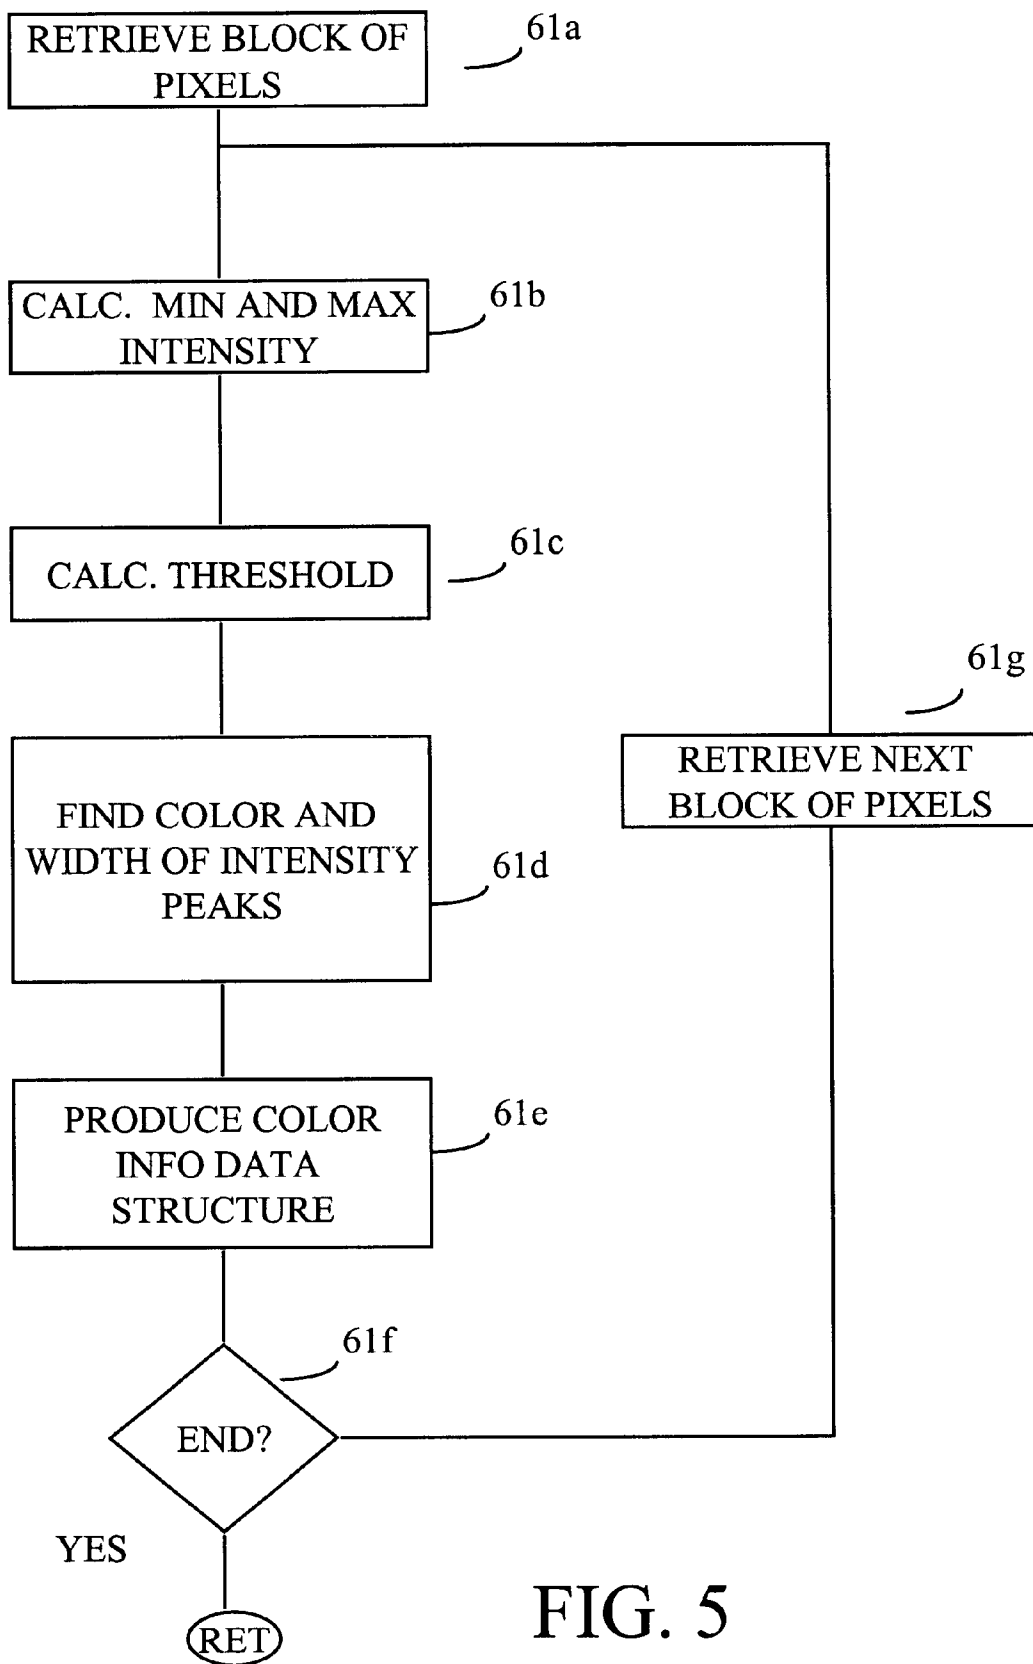 RETRIEVE BLOCK OF
PIXELS
61a
CALC. MIN AND MAX
INTENSITY
61b
CALC. THRESHOLD
61c
FIND COLOR AND
WIDTH OF INTENSITY
PEAKS
61d
61g
RETRIEVE NEXT
BLOCK OF PIXELS
PRODUCE COLOR
INFO DATA
STRUCTURE
61e
61f
END?
YES
RET
FIG. 5